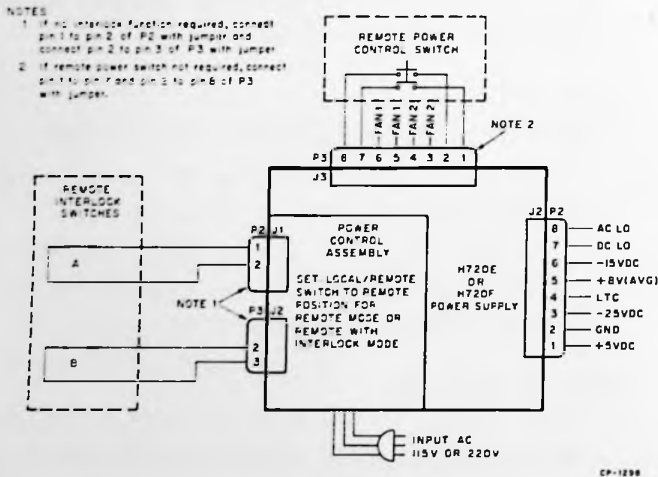 NOTES
1 If no interlock function required, connect
pin 1 to pin 2 of P2 with jumper and
connect pin 2 to pin 3 of P3 with jumper
2 If remote power switch not required, connect
pin 1 to pin 7 and pin 2 to pin 8 of P3
with jumper.
REMOTE POWER
CONTROL SWITCH
FAN 1
FAN 1
FAN 2
FAN 2
NOTE 2
P3 8 7 6 5 4 3 2 1
J3
REMOTE
INTERLOCK
SWITCHES
A
B
P2 J1
1
2
NOTE 1
P3 J2
2
3
POWER
CONTROL
ASSEMBLY
SET LOCAL/REMOTE
SWITCH TO REMOTE
POSITION FOR
REMOTE MODE OR
REMOTE WITH
INTERLOCK MODE
H720E
OR
H720F
POWER SUPPLY
J2 P2
8 AC LO
7 DC LO
6 -15VDC
5 +8V(AVG)
4 LTC
3 -25VDC
2 GND
1 +5VDC
INPUT AC
115V OR 220V
CP-1298